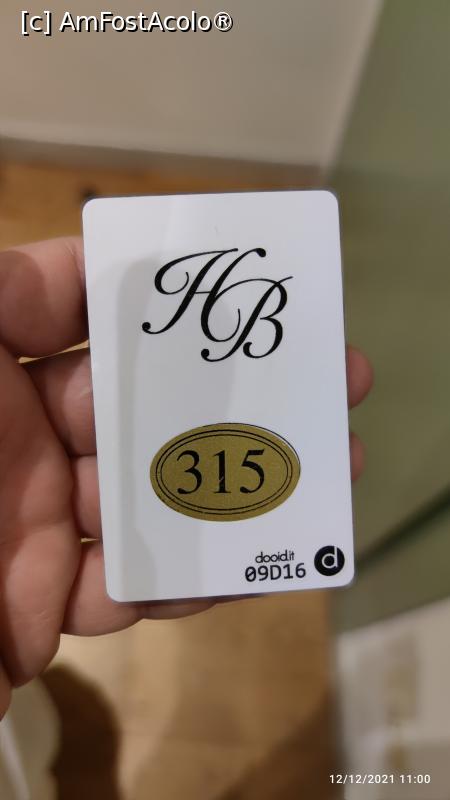 [c] AmFostAcolo®
HB
315
dooid.it
09D16
d
12/12/2021 11:00